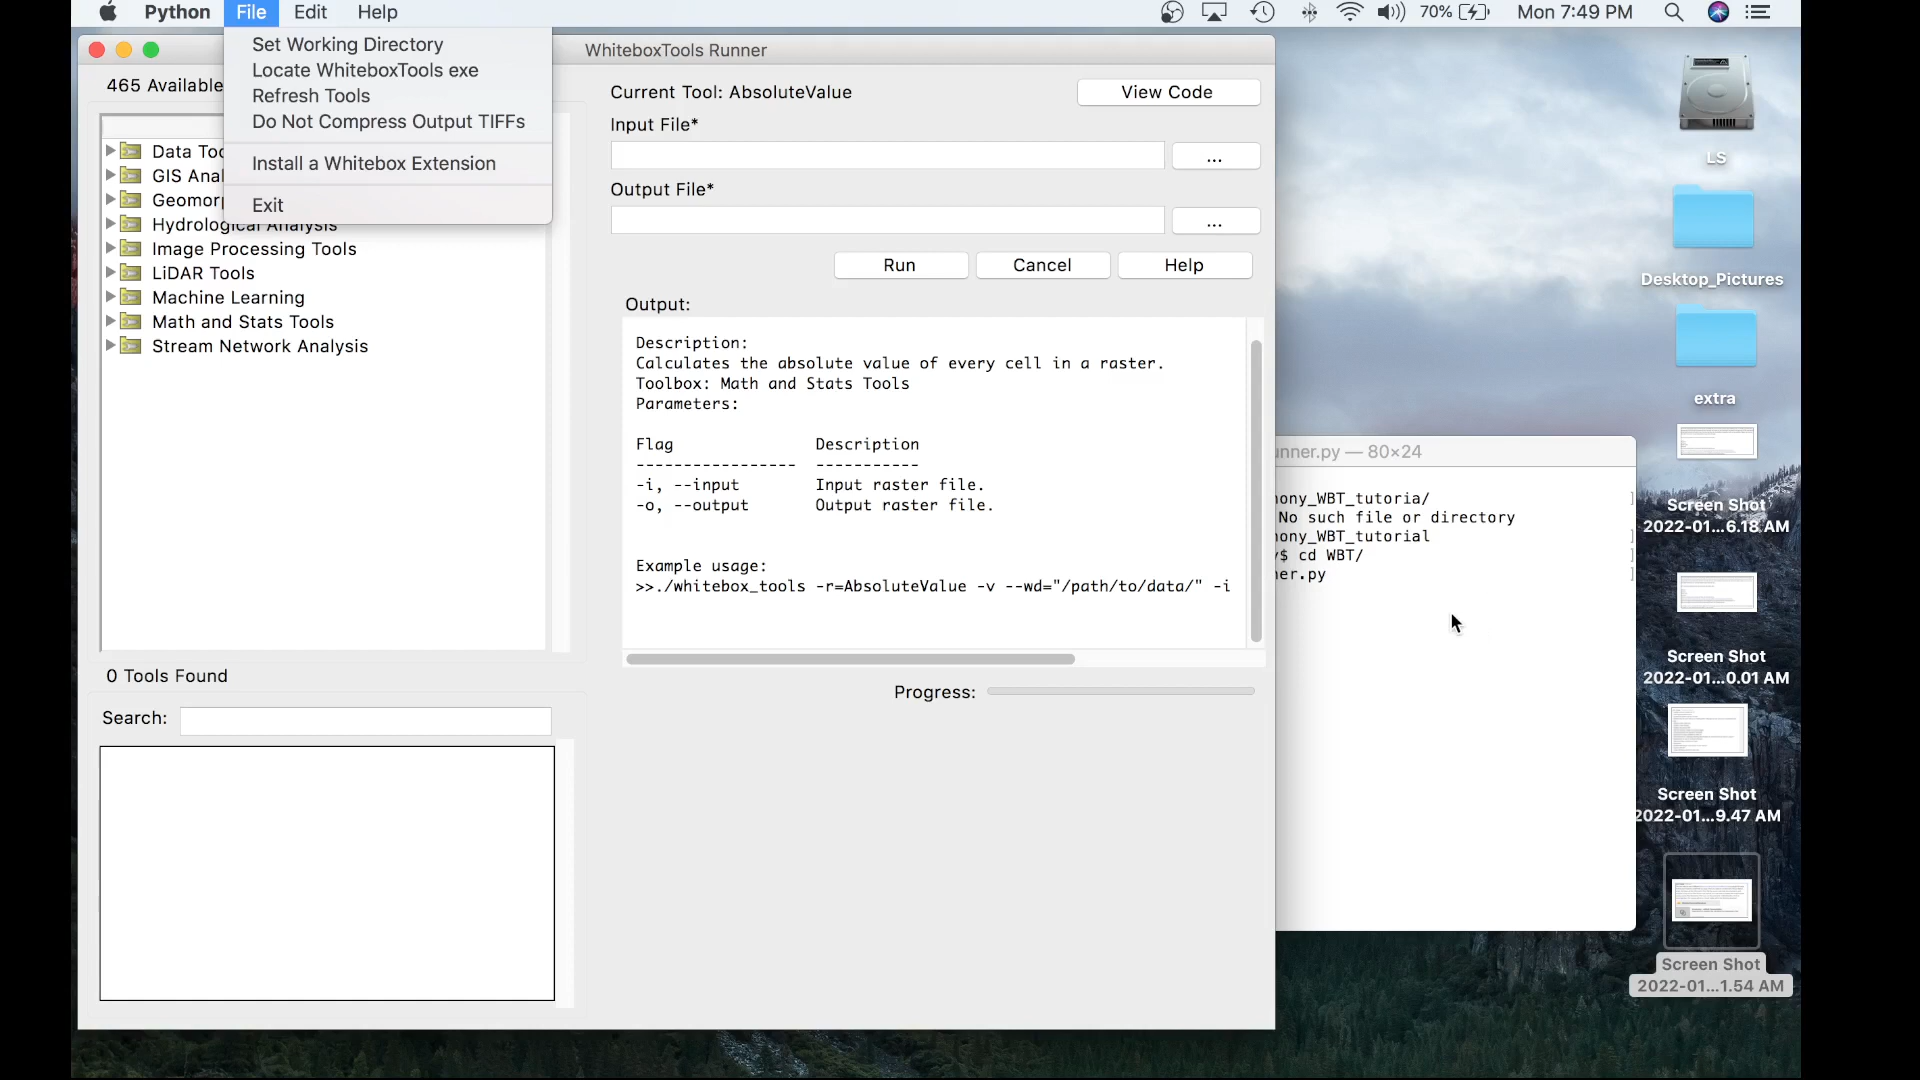 Python File Edit Help 70% Mon 7:49 PM
Set Working Directory
Locate WhiteboxTools exe
Refresh Tools
Do Not Compress Output TIFFs
Install a Whitebox Extension
Exit
WhiteboxTools Runner
465 Available
Data Too
GIS Anal
Geomorp
Hydrological Analysis
Image Processing Tools
LiDAR Tools
Machine Learning
Math and Stats Tools
Stream Network Analysis
0 Tools Found
Search:
Current Tool: AbsoluteValue
View Code
Input File*
...
Output File*
...
Run Cancel Help
Output:
Description:
Calculates the absolute value of every cell in a raster.
Toolbox: Math and Stats Tools
Parameters:
Flag Description
----------------- -----------
-i, --input Input raster file.
-o, --output Output raster file.
Example usage:
>>./whitebox_tools -r=AbsoluteValue -v --wd="/path/to/data/" -i
Progress:
unner.py — 80×24
hony_WBT_tutoria/ ]
No such file or directory
hony_WBT_tutorial ]
y$ cd WBT/ ]
ner.py ]
LS
Desktop_Pictures
extra
Screen Shot
2022-01...6.18 AM
Screen Shot
2022-01...0.01 AM
Screen Shot
2022-01...9.47 AM
Screen Shot
2022-01...1.54 AM